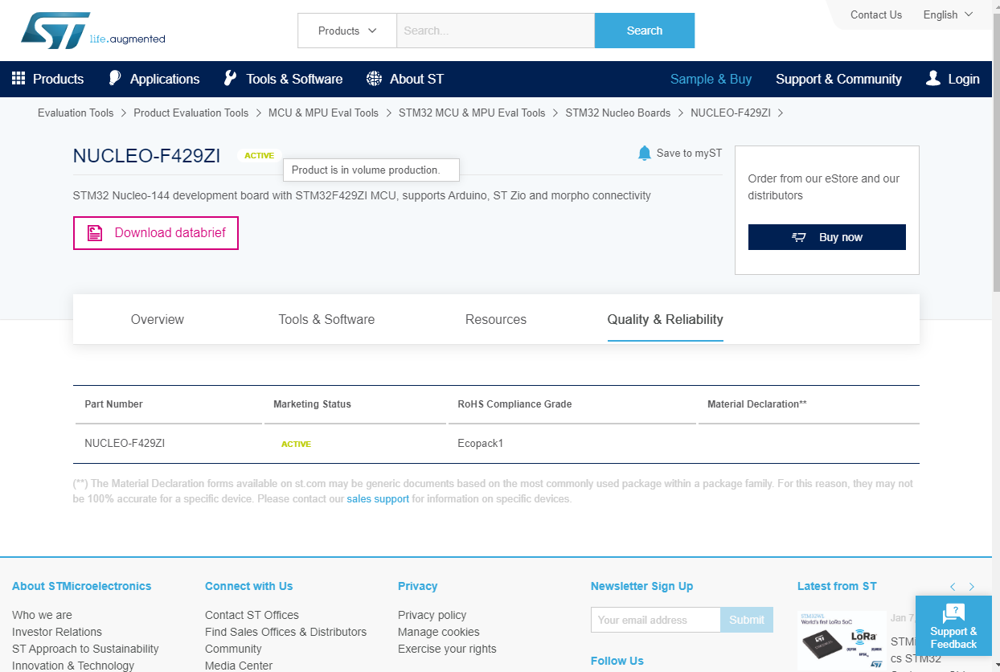 Contact Us English
ST life.augmented
Products Search... Search
Products Applications Tools & Software About ST Sample & Buy Support & Community Login
Evaluation Tools > Product Evaluation Tools > MCU & MPU Eval Tools > STM32 MCU & MPU Eval Tools > STM32 Nucleo Boards > NUCLEO-F429ZI >
NUCLEO-F429ZI ACTIVE
Save to myST
Product is in volume production.
STM32 Nucleo-144 development board with STM32F429ZI MCU, supports Arduino, ST Zio and morpho connectivity
Download databrief
Order from our eStore and our
distributors
Buy now
Overview Tools & Software Resources Quality & Reliability
Part Number Marketing Status RoHS Compliance Grade Material Declaration**
NUCLEO-F429ZI ACTIVE Ecopack1
(**) The Material Declaration forms available on st.com may be generic documents based on the most commonly used package within a package family. For this reason, they may not
be 100% accurate for a specific device. Please contact our sales support for information on specific devices.
About STMicroelectronics
Who we are
Investor Relations
ST Approach to Sustainability
Innovation & Technology
Connect with Us
Contact ST Offices
Find Sales Offices & Distributors
Community
Media Center
Privacy
Privacy policy
Manage cookies
Exercise your rights
Newsletter Sign Up
Your email address Submit
Follow Us
Latest from ST
STM32WL
World's first LoRa SoC
LoRa
Jan 7,
cs STM32
Support &
Feedback